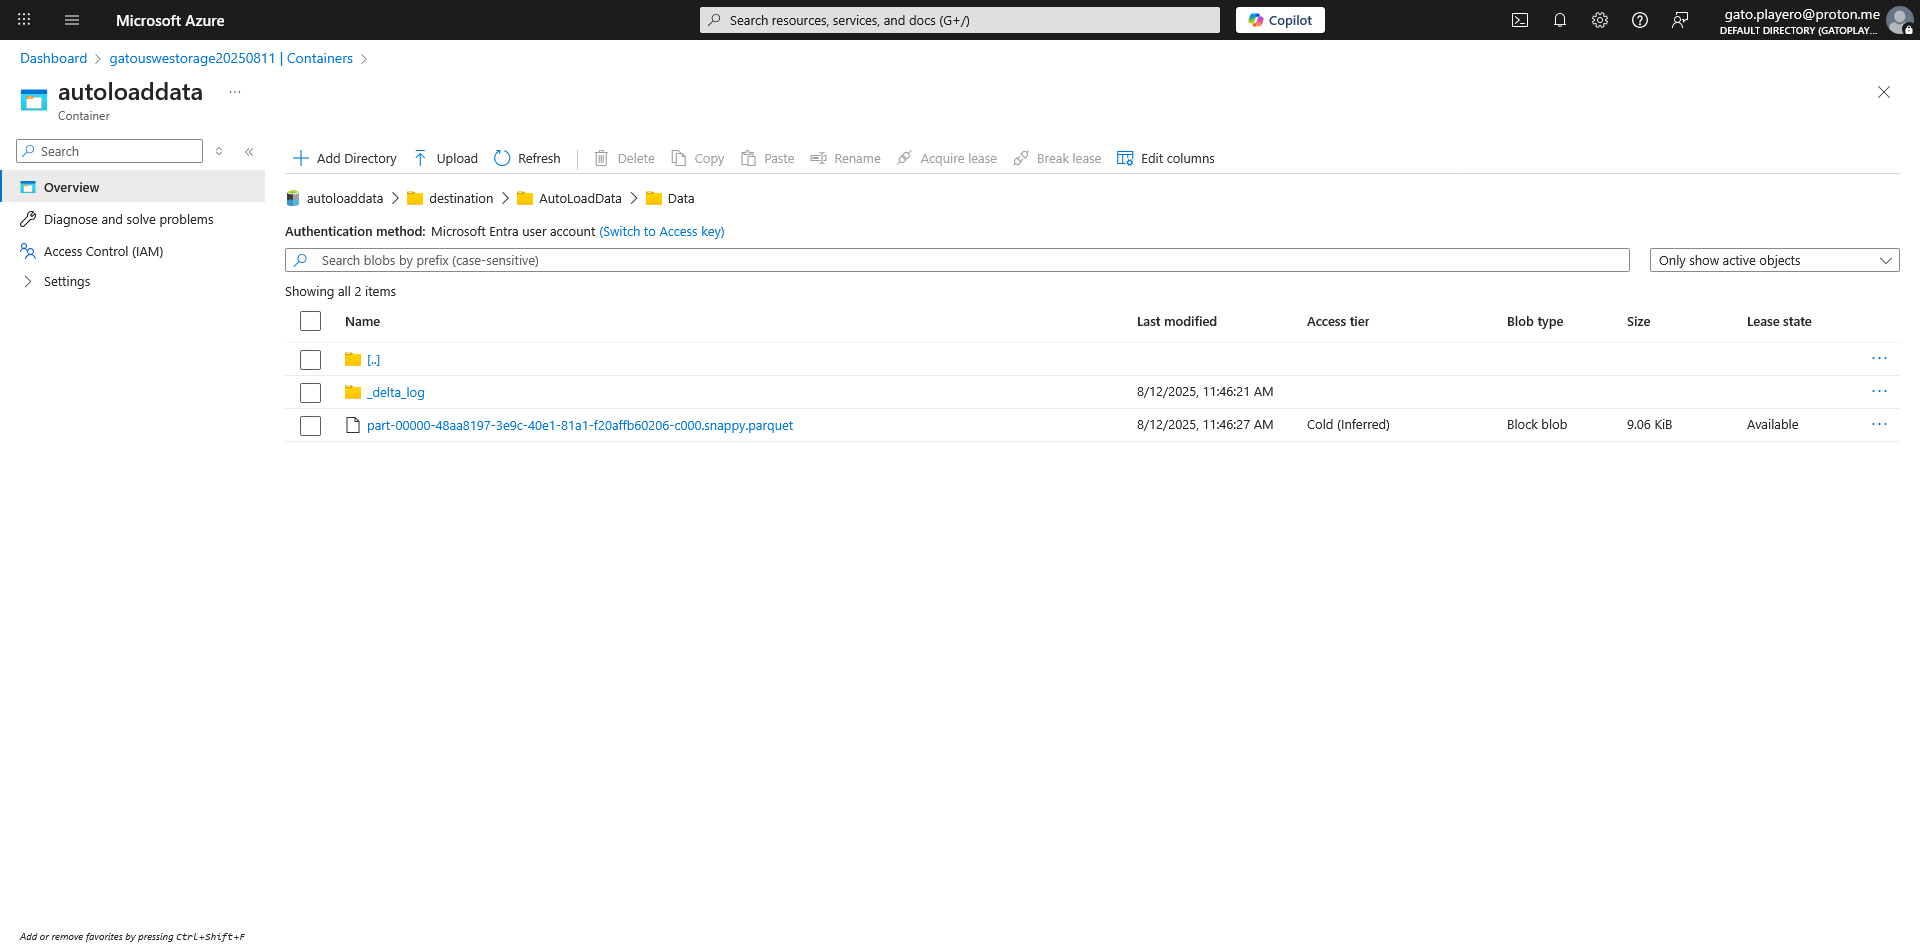 Microsoft Azure
Search resources, services, and docs (G+/)
Copilot
gato.playero@proton.me
DEFAULT DIRECTORY (GATOPLAY...
Dashboard
gatouswestorage20250811 | Containers
autoloaddata
...
Container
Search
Overview
Diagnose and solve problems
Access Control (IAM)
Settings
Add Directory
Upload
Refresh
Delete
Copy
Paste
Rename
Acquire lease
Break lease
Edit columns
autoloaddata > destination > AutoLoadData > Data
Authentication method: Microsoft Entra user account (Switch to Access key)
Search blobs by prefix (case-sensitive)
Only show active objects
Showing all 2 items
Name Last modified Access tier Blob type Size Lease state
[..] ...
_delta_log 8/12/2025, 11:46:21 AM ...
part-00000-48aa8197-3e9c-40e1-81a1-f20affb60206-c000.snappy.parquet 8/12/2025, 11:46:27 AM Cold (Inferred) Block blob 9.06 KiB Available ...
Add or remove favorites by pressing Ctrl+Shift+F